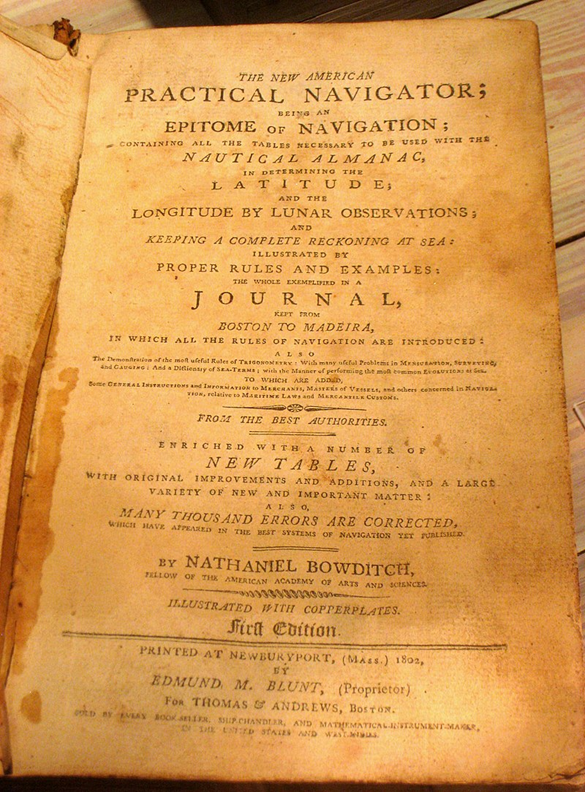 THE NEW AMERICAN
PRACTICAL NAVIGATOR;
BEING AN
EPITOME OF NAVIGATION;
CONTAINING ALL THE TABLES NECESSARY TO BE USED WITH THE
NAUTICAL ALMANAC,
IN DETERMINING THE
LATITUDE;
AND THE
LONGITUDE BY LUNAR OBSERVATIONS;
AND
KEEPING A COMPLETE RECKONING AT SEA:
ILLUSTRATED BY
PROPER RULES AND EXAMPLES:
THE WHOLE EXEMPLIFIED IN A
JOURNAL,
KEPT FROM
BOSTON TO MADEIRA,
IN WHICH ALL THE RULES OF NAVIGATION ARE INTRODUCED:
ALSO
The Demonſtration of the moſt uſeful Rules of TRIGONOMETRY: With many uſeful Problems in MENSURATION, SURVEYING,
and GAUGING: And a Dictionary of SEA-TERMS; with the Manner of performing the moſt common EVOLUTIONS at Sea.
TO WHICH ARE ADDED,
Some GENERAL INSTRUCTIONS and INFORMATION to MERCHANTS, MASTERS of VESSELS, and others concerned in NAVIGA-
TION, relative to MARITIME LAWS and MERCANTILE CUSTOMS.
FROM THE BEST AUTHORITIES.
ENRICHED WITH A NUMBER OF
NEW TABLES,
WITH ORIGINAL IMPROVEMENTS AND ADDITIONS, AND A LARGE
VARIETY OF NEW AND IMPORTANT MATTER:
ALSO,
MANY THOUSAND ERRORS ARE CORRECTED,
WHICH HAVE APPEARED IN THE BEST SYSTEMS OF NAVIGATION YET PUBLISHED.
BY NATHANIEL BOWDITCH,
FELLOW OF THE AMERICAN ACADEMY OF ARTS AND SCIENCES.
ILLUSTRATED WITH COPPERPLATES.
Firſt Edition.
PRINTED AT NEWBURYPORT, (MASS.) 1802,
BY
EDMUND M. BLUNT, (Proprietor)
FOR THOMAS & ANDREWS, BOSTON.
SOLD BY EVERY BOOK-SELLER, SHIP-CHANDLER, AND MATHEMATICAL-INSTRUMENT-MAKER,
IN THE UNITED STATES AND WEST-INDIES.